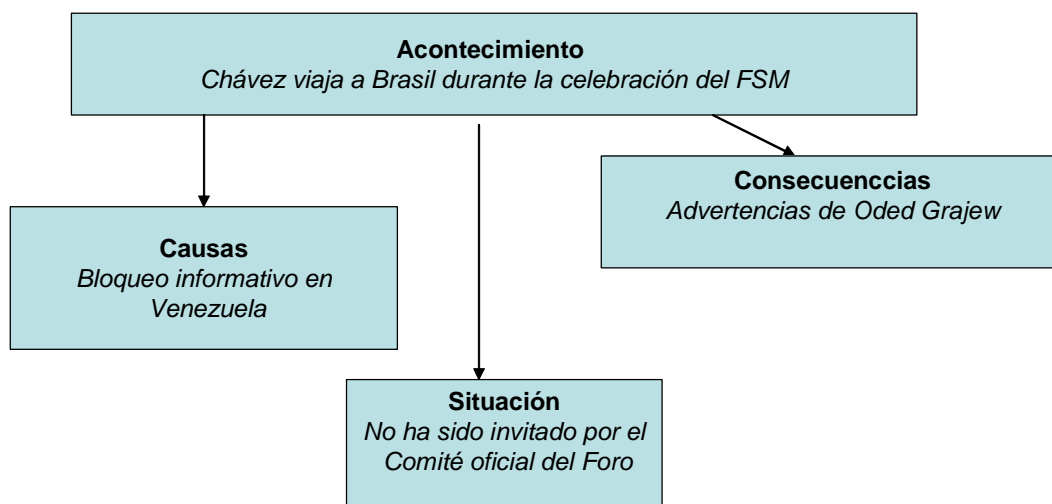 Acontecimiento
Chávez viaja a Brasil durante la celebración del FSM
Consecuenccias
Advertencias de Oded Grajew
Causas
Bloqueo informativo en
Venezuela
Situación
No ha sido invitado por el
Comité oficial del Foro